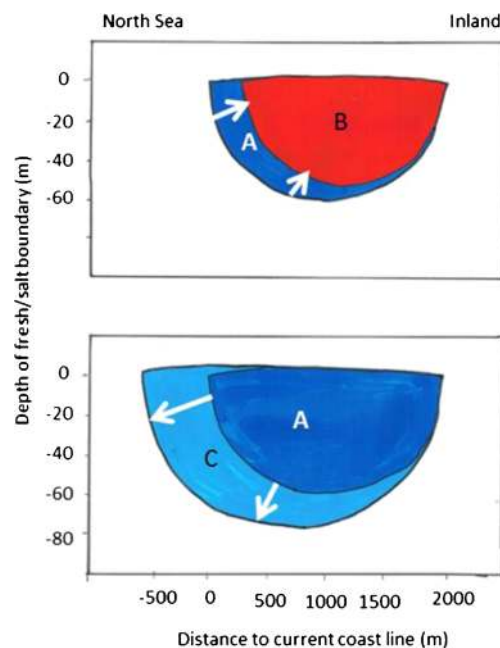 North Sea Inland
0
-20
-40
-60
A
B
Depth of fresh/salt boundary (m)
0
-20
-40
-60
-80
A
C
-500 0 500 1000 1500 2000
Distance to current coast line (m)